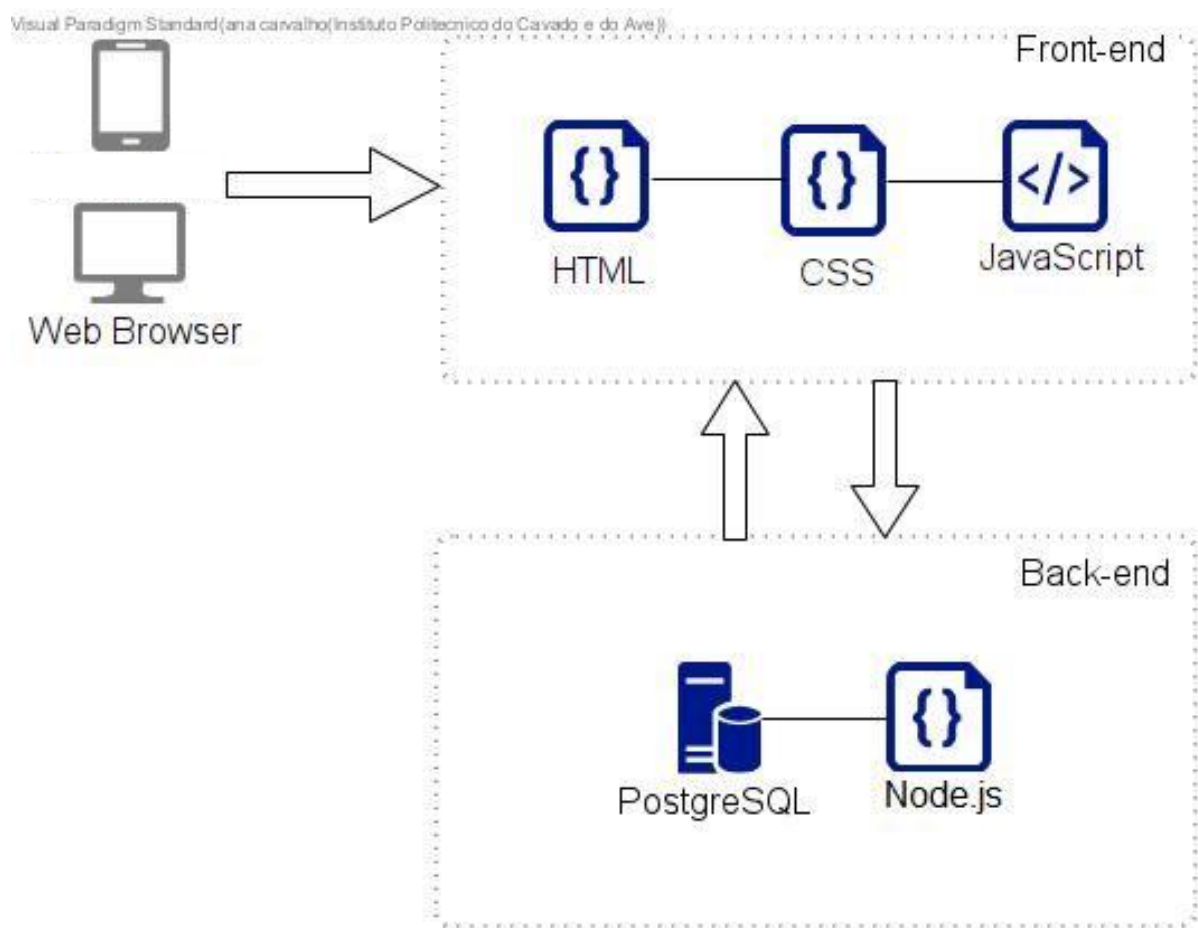 Visual Paradigm Standard(ana carvalho(Instituto Politecnico do Cavado e do Ave))
Front-end
{}
{}
</>
HTML
CSS
JavaScript
Web Browser
Back-end
{}
PostgreSQL
Node.js